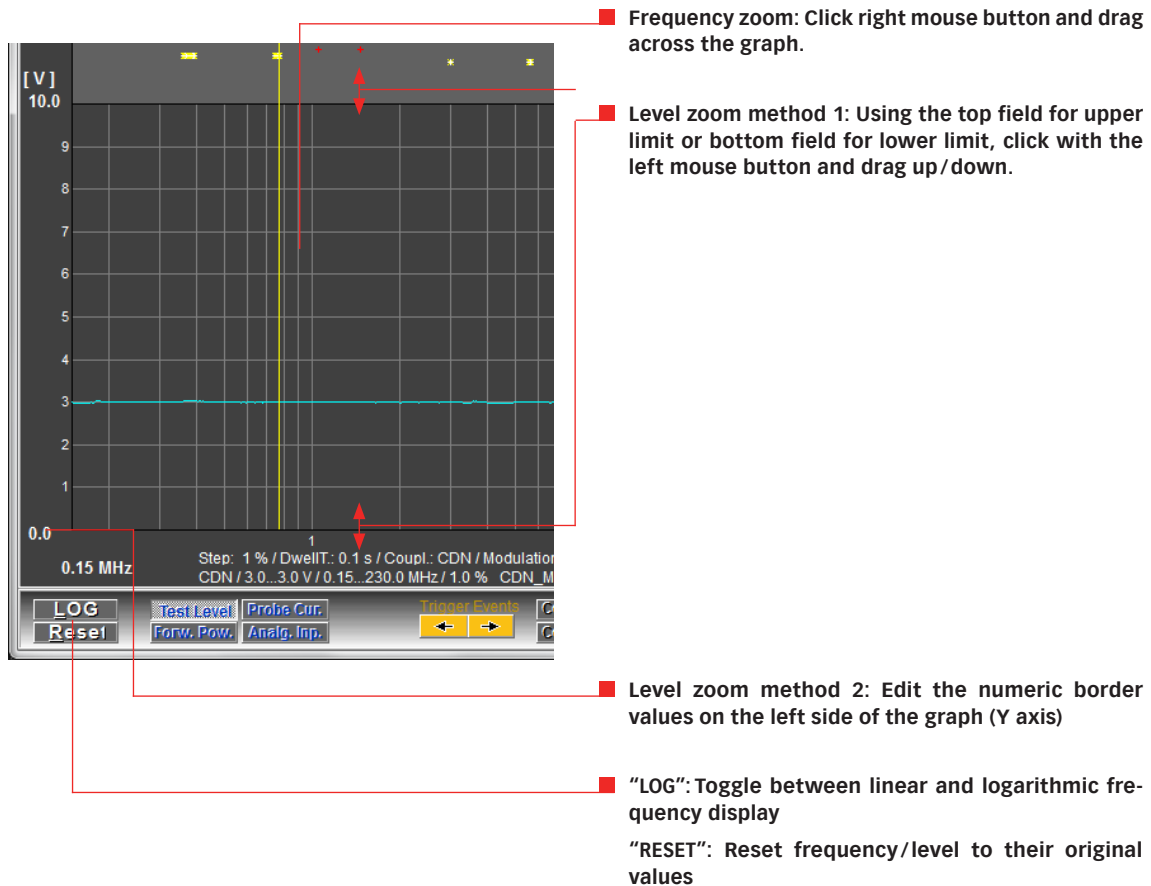 Frequency zoom: Click right mouse button and drag
across the graph.
[ V ]
10.0
Level zoom method 1: Using the top field for upper
limit or bottom field for lower limit, click with the
left mouse button and drag up/down.
9
8
7
6
5
4
3
2
1
0.0
1
0.15 MHz
Step: 1 % / DwellT.: 0.1 s / Coupl.: CDN / Modulation
CDN / 3.0...3.0 V / 0.15...230.0 MHz / 1.0 % CDN_M
LOG
Reset
Test Level
Probe Cur.
Forw. Pow.
Analg. Inp.
Trigger Events
Level zoom method 2: Edit the numeric border
values on the left side of the graph (Y axis)
“LOG”: Toggle between linear and logarithmic fre-
quency display
“RESET”: Reset frequency/level to their original
values